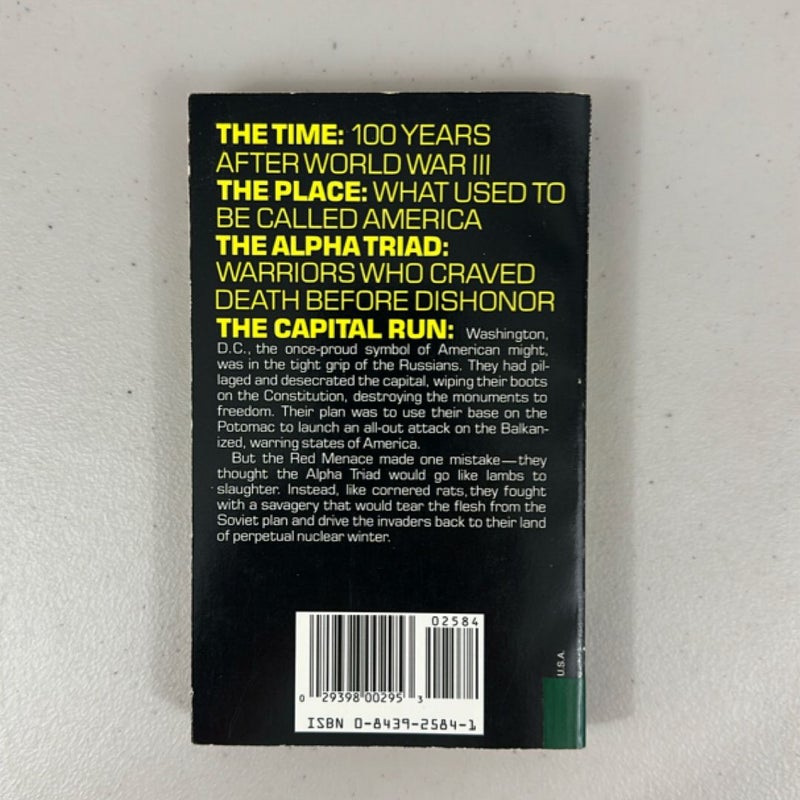 THE TIME: 100 YEARS
AFTER WORLD WAR III
THE PLACE: WHAT USED TO
BE CALLED AMERICA
THE ALPHA TRIAD:
WARRIORS WHO CRAVED
DEATH BEFORE DISHONOR
THE CAPITAL RUN: Washington,
D.C., the once-proud symbol of American might,
was in the tight grip of the Russians. They had pil-
laged and desecrated the capital, wiping their boots
on the Constitution, destroying the monuments to
freedom. Their plan was to use their base on the
Potomac to launch an all-out attack on the Balkan-
ized, warring states of America.
But the Red Menace made one mistake—they
thought the Alpha Triad would go like lambs to
slaughter. Instead, like cornered rats, they fought
with a savagery that would tear the flesh from the
Soviet plan and drive the invaders back to their land
of perpetual nuclear winter.
02584
0 29398 00295 3
ISBN 0-8439-2584-1
U.S.A.